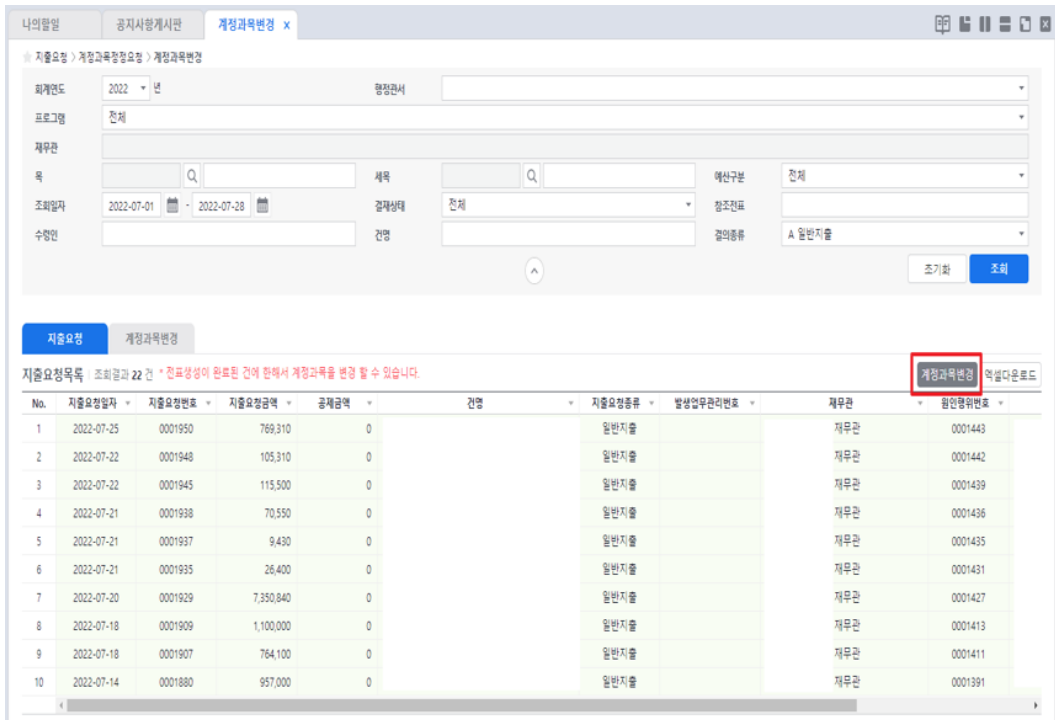 나의할일 공지사항게시판 계정과목변경 x
지출요청 > 계정과목정정요청 > 계정과목변경
회계연도 2022 년 행정관서
프로그램 전체
재무관
목 세목 예산구분 전체
조회일자 2022-07-01 - 2022-07-28 결재상태 전체 창조전표
수령인 건명 결의종류 A 일반지출
초기화 조회
지출요청 계정과목변경
지출요청목록 조회결과 22 건 * 전표생성이 완료된 건에 한해서 계정과목을 변경 할 수 있습니다. 계정과목변경 엑셀다운로드
No. 지출요청일자 지출요청번호 지출요청금액 공제금액 건명 지출요청종류 발생업무관리번호 재무관 원인행위번호
1 2022-07-25 0001950 769,310 0 일반지출 재무관 0001443
2 2022-07-22 0001948 105,310 0 일반지출 재무관 0001442
3 2022-07-22 0001945 115,500 0 일반지출 재무관 0001439
4 2022-07-21 0001938 70,550 0 일반지출 재무관 0001436
5 2022-07-21 0001937 9,430 0 일반지출 재무관 0001435
6 2022-07-21 0001935 26,400 0 일반지출 재무관 0001431
7 2022-07-20 0001929 7,350,840 0 일반지출 재무관 0001427
8 2022-07-18 0001909 1,100,000 0 일반지출 재무관 0001413
9 2022-07-18 0001907 764,100 0 일반지출 재무관 0001411
10 2022-07-14 0001880 957,000 0 일반지출 재무관 0001391